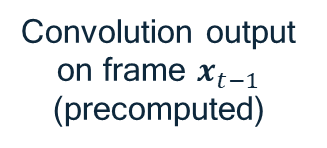 Convolution output
on frame 𝒙ₜ₋₁
(precomputed)